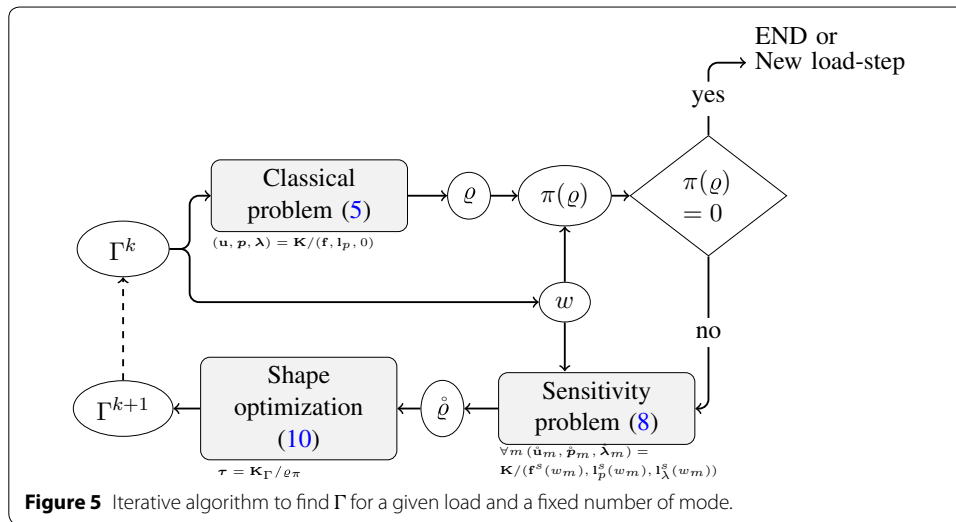 END or
New load-step
yes
Classical
problem (5)
ϱ
π(ϱ)
π(ϱ)
= 0
(u, p, λ) = K/(f, l_p, 0)
Γ^k
w
no
Shape
optimization
(10)
Sensitivity
problem (8)
Γ^{k+1}
ϱ̊
τ = K_Γ/ϱ_π
∀m (ů_m, p̊_m, λ̊_m) =
K/(f^s(w_m), l_p^s(w_m), l_λ^s(w_m))
Figure 5 Iterative algorithm to find Γ for a given load and a fixed number of mode.